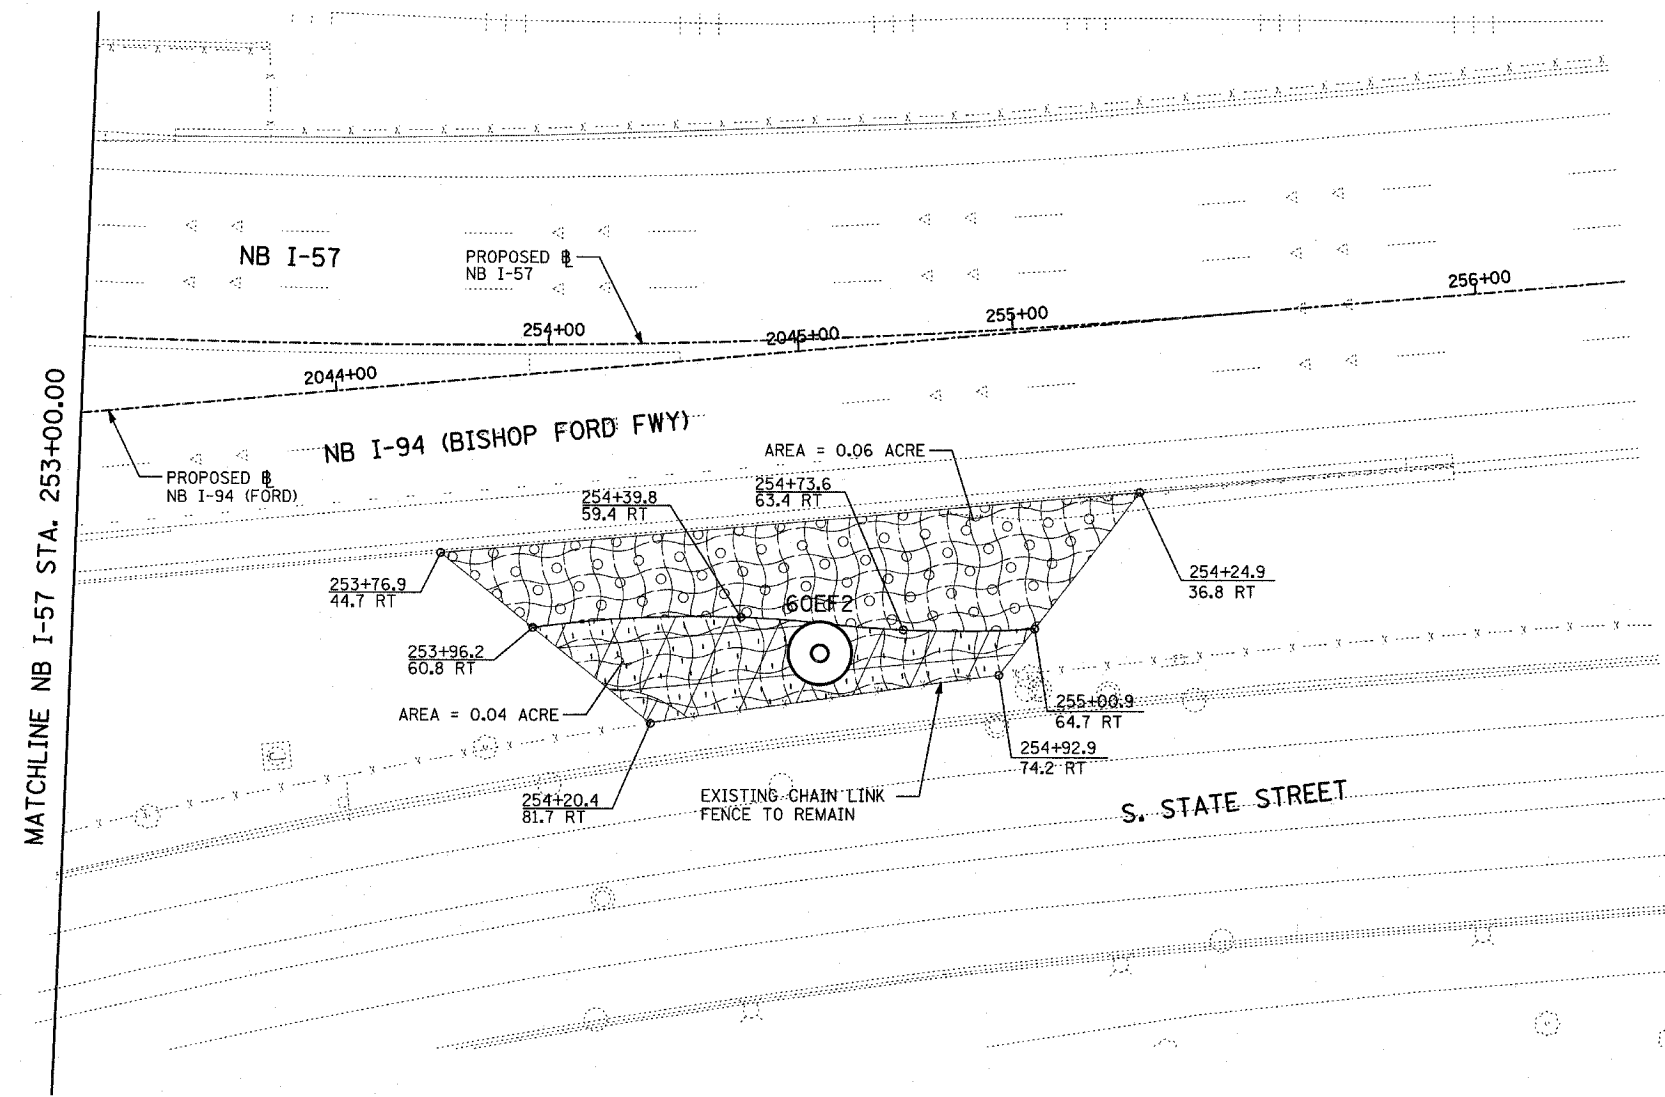 NB I-57
PROPOSED ℄
NB I-57
254+00
2045+00
255+00
256+00
2044+00
NB I-94 (BISHOP FORD FWY)
PROPOSED ℄
NB I-94 (FORD)
MATCHLINE NB I-57 STA. 253+00.00
AREA = 0.06 ACRE
254+39.8
59.4 RT
254+73.6
63.4 RT
253+76.9
44.7 RT
254+24.9
36.8 RT
60EF2
253+96.2
60.8 RT
AREA = 0.04 ACRE
255+00.9
64.7 RT
254+92.9
74.2 RT
254+20.4
81.7 RT
EXISTING CHAIN LINK
FENCE TO REMAIN
S. STATE STREET